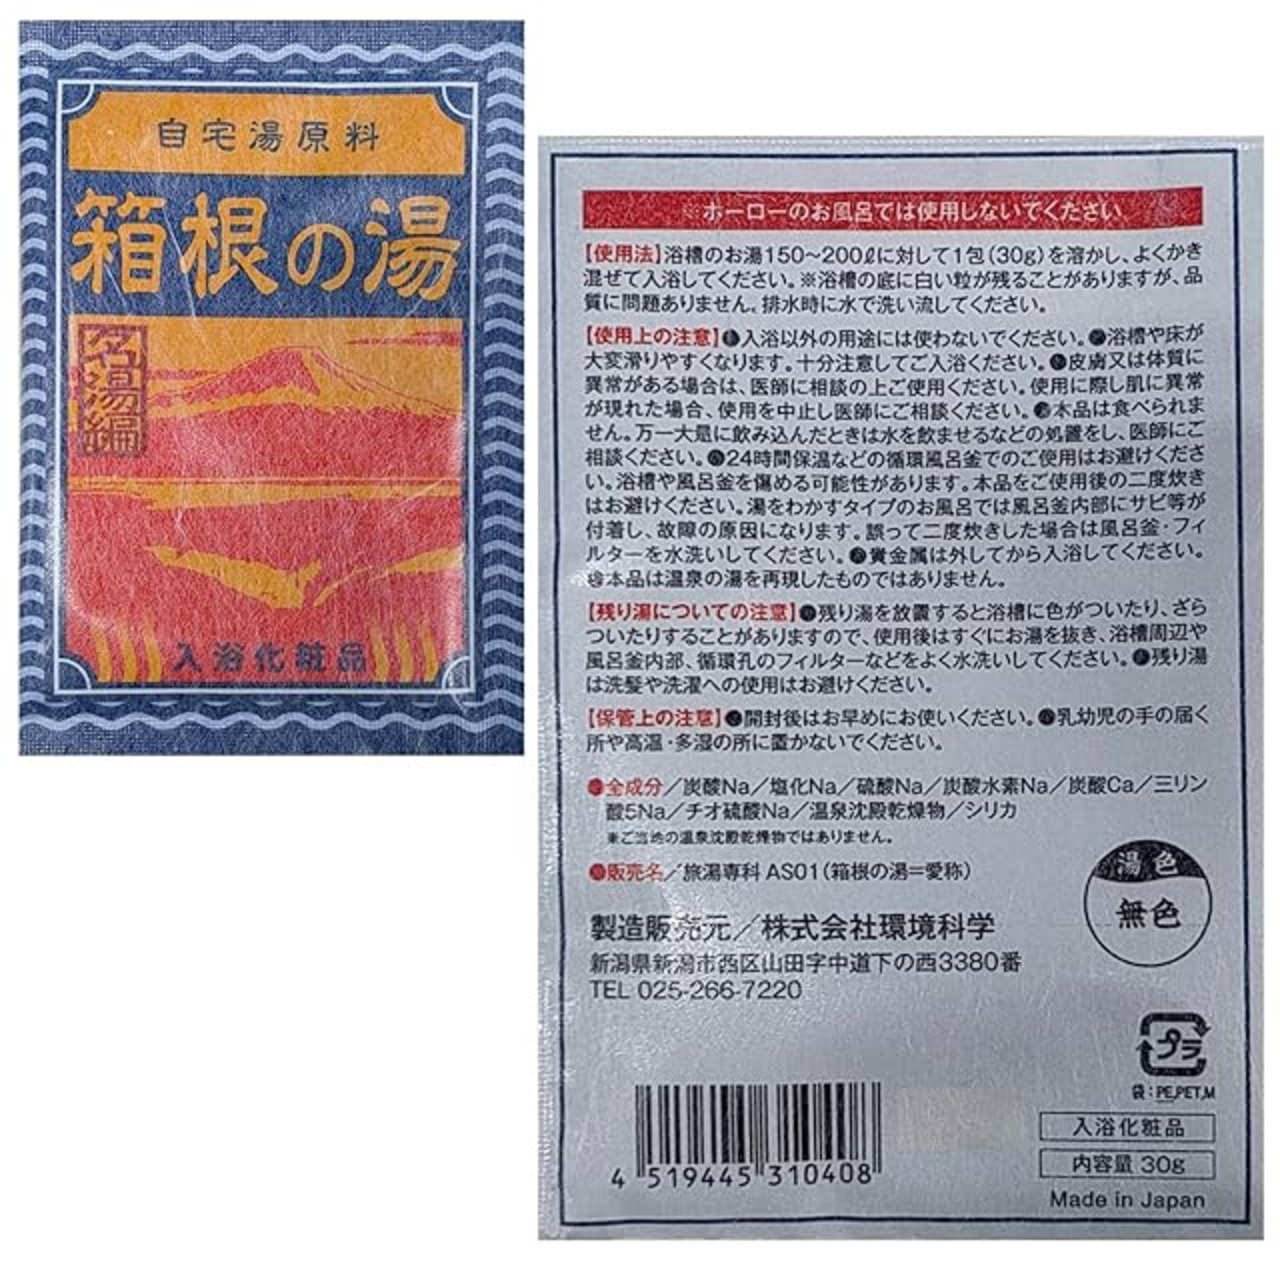 自宅湯原料
箱根の湯
名湯編
入浴化粧品
※ホーローのお風呂では使用しないでください
【使用法】浴槽のお湯150〜200ℓに対して1包(30g)を溶かし、よくかき
混ぜて入浴してください。※浴槽の底に白い粒が残ることがありますが、品
質に問題ありません。排水時に水で洗い流してください。
【使用上の注意】●入浴以外の用途には使わないでください。●浴槽や床が
大変滑りやすくなります。十分注意してご入浴ください。●皮膚又は体質に
異常がある場合は、医師に相談の上ご使用ください。使用に際し肌に異常
が現れた場合、使用を中止し医師にご相談ください。●本品は食べられま
せん。万一大量に飲み込んだときは水を飲ませるなどの処置をし、医師にご
相談ください。●24時間保温などの循環風呂釜でのご使用はお避けくださ
い。浴槽や風呂釜を傷める可能性があります。本品をご使用後の二度炊き
はお避けください。湯をわかすタイプのお風呂では風呂釜内部にサビ等が
付着し、故障の原因になります。誤って二度炊きした場合は風呂釜・フィ
ルターを水洗いしてください。●貴金属は外してから入浴してください。
●本品は温泉の湯を再現したものではありません。
【残り湯についての注意】●残り湯を放置すると浴槽に色がついたり、ざら
ついたりすることがありますので、使用後はすぐにお湯を抜き、浴槽周辺や
風呂釜内部、循環孔のフィルターなどをよく水洗いしてください。●残り湯
は洗髪や洗濯への使用はお避けください。
【保管上の注意】●開封後はお早めにお使いください。●乳幼児の手の届く
所や高温・多湿の所に置かないでください。
●全成分／炭酸Na／塩化Na／硫酸Na／炭酸水素Na／炭酸Ca／三リン
酸5Na／チオ硫酸Na／温泉沈殿乾燥物／シリカ
※ご当地の温泉沈殿乾燥物ではありません。
●販売名／旅湯専科 AS01(箱根の湯=愛称)
湯色
無色
製造販売元／株式会社環境科学
新潟県新潟市西区山田字中道下の西3380番
TEL 025-266-7220
プラ
袋:PE,PET,M
入浴化粧品
内容量 30g
Made in Japan
4 519445 310408